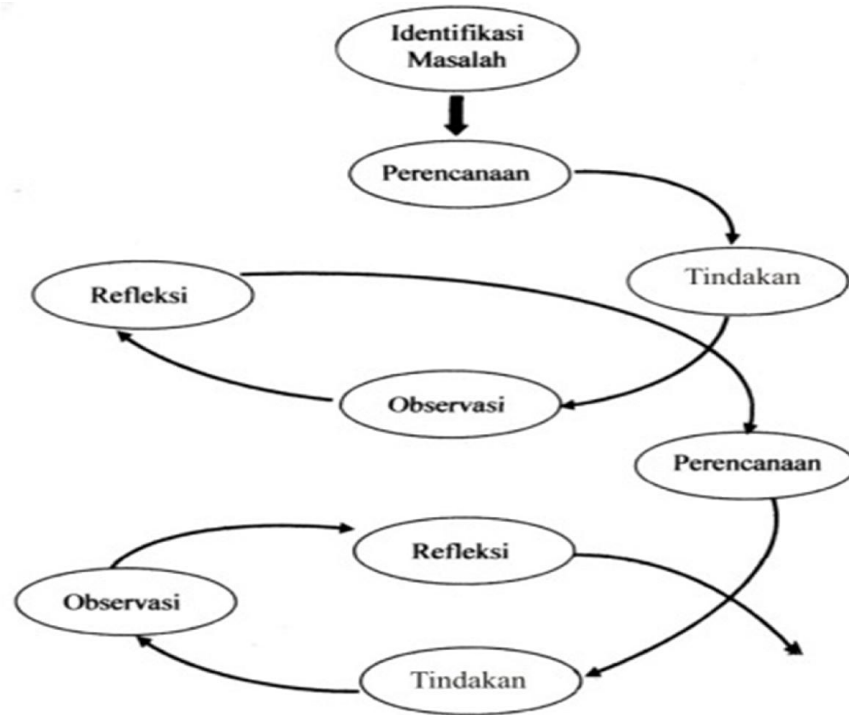 Identifikasi
Masalah
Perencanaan
Tindakan
Observasi
Refleksi
Perencanaan
Tindakan
Observasi
Refleksi